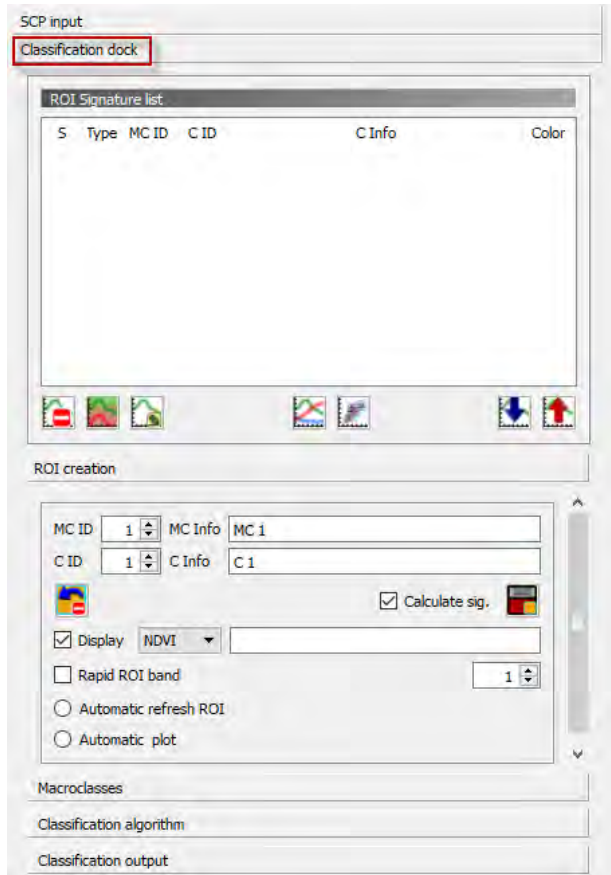 SCP input
Classification dock
ROI Signature list
S Type MC ID C ID C Info Color
ROI creation
MC ID 1 MC Info MC 1
C ID 1 C Info C 1
Calculate sig.
Display NDVI
Rapid ROI band 1
Automatic refresh ROI
Automatic plot
Macroclasses
Classification algorithm
Classification output